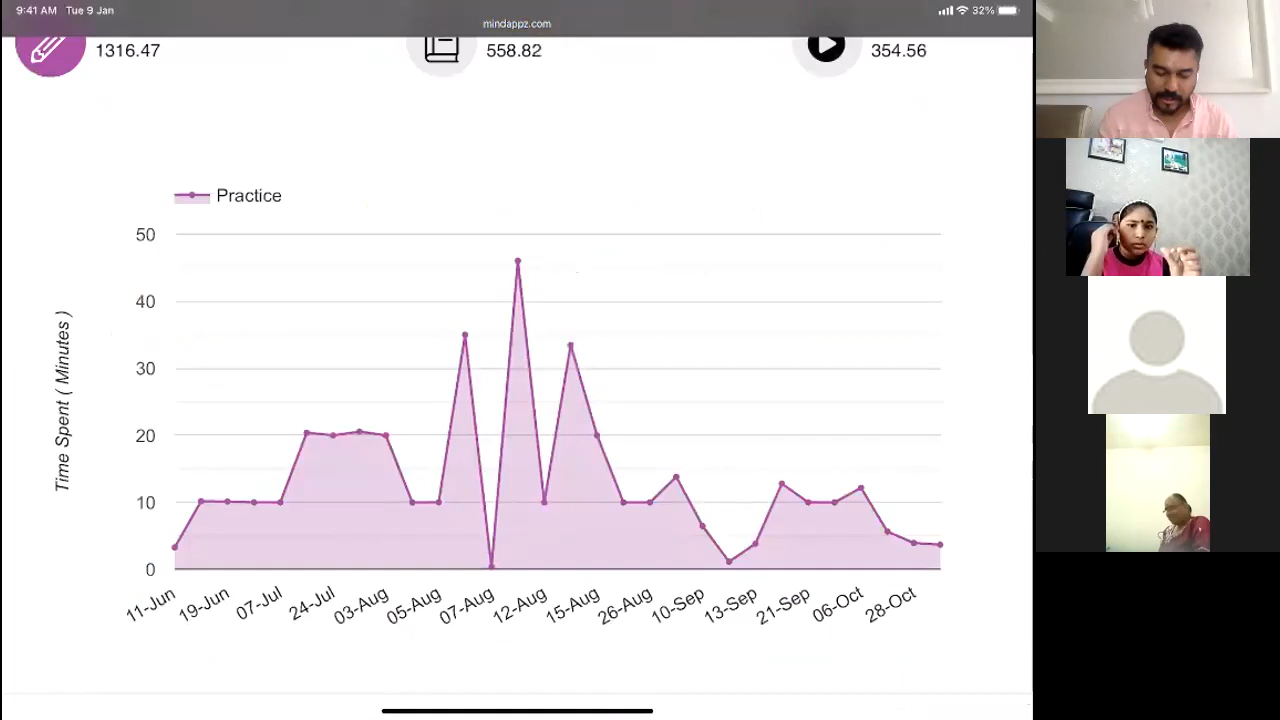 9:41 AM Tue 9 Jan
32%
mindappz.com
1316.47
558.82
354.56
Practice
50
40
30
20
10
0
Time Spent ( Minutes )
11-Jun
19-Jun
07-Jul
24-Jul
03-Aug
05-Aug
07-Aug
12-Aug
15-Aug
26-Aug
10-Sep
13-Sep
21-Sep
06-Oct
28-Oct